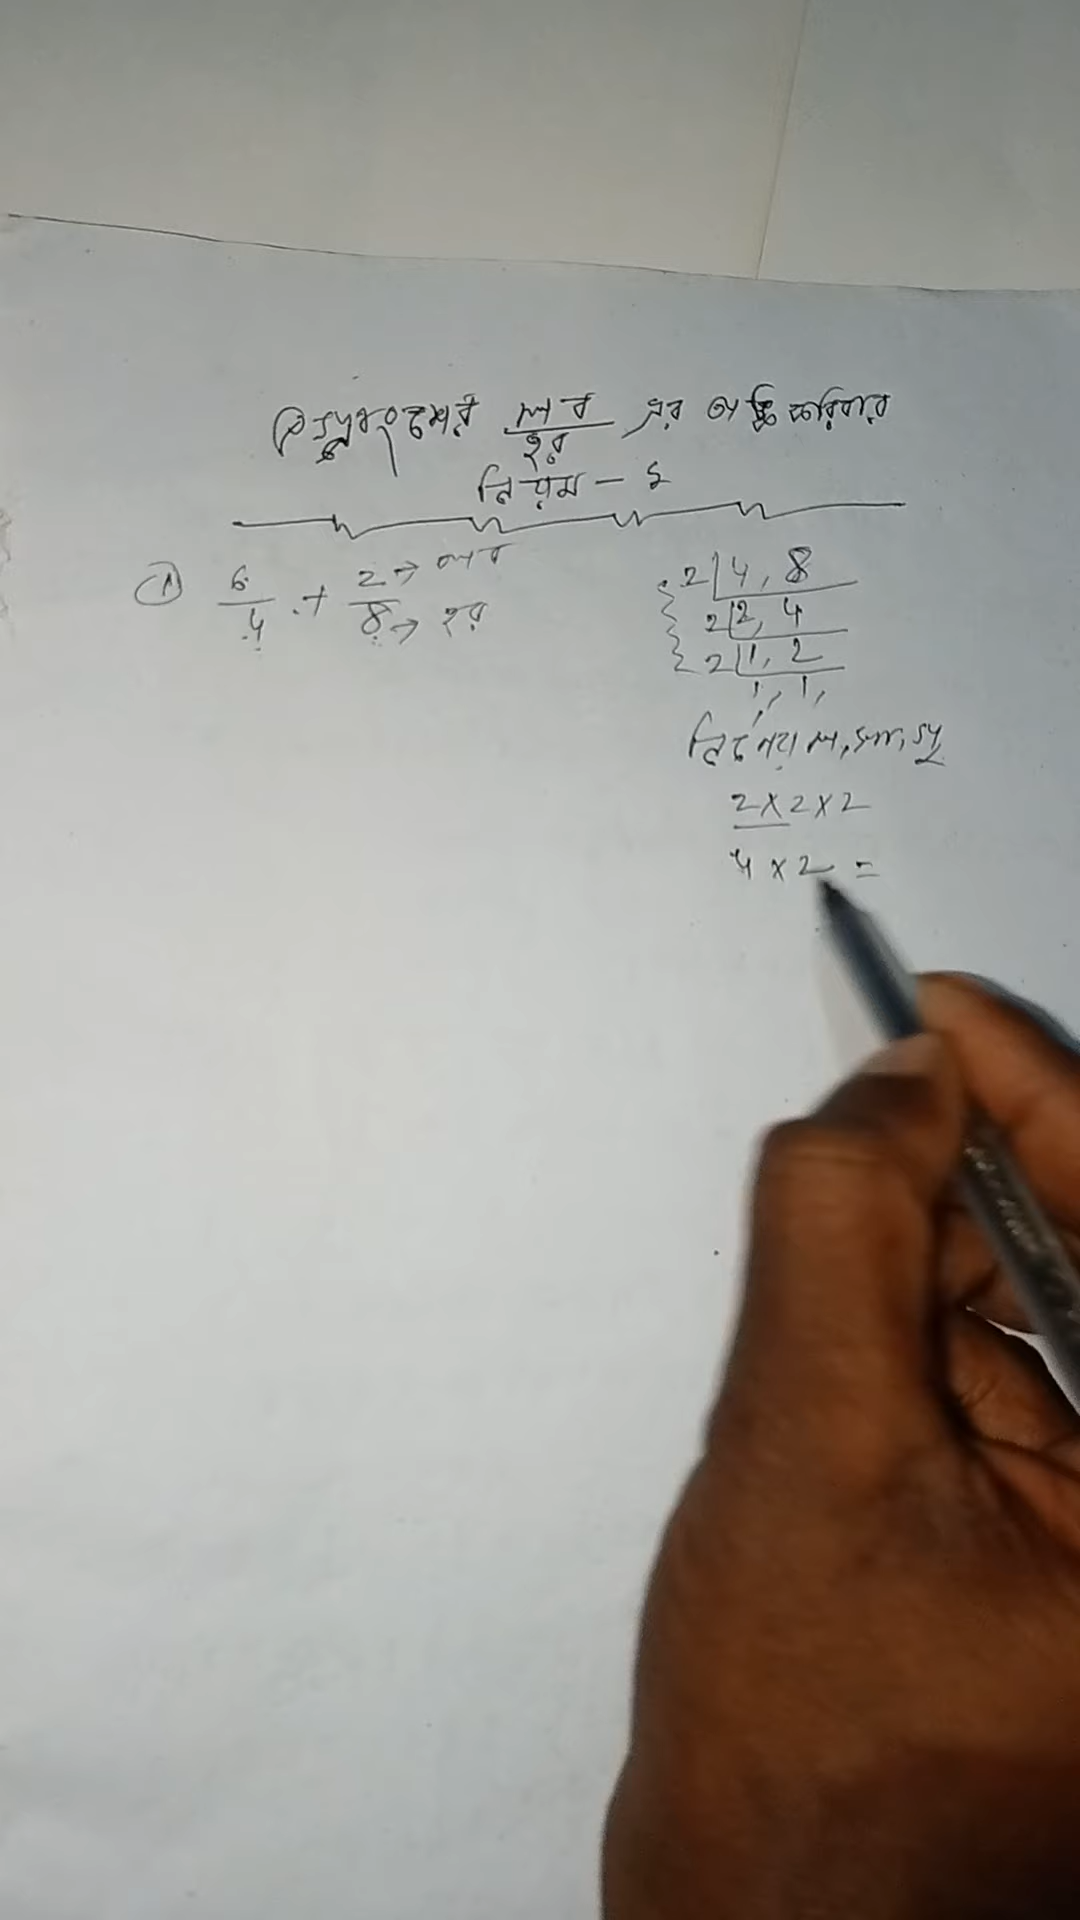 ভগ্নাংশের লব/হর এর অঙ্ক করিবার
নিয়ম - ১
① 6/4 + 2/8 → লব → হর
2 | 4, 8
2 | 2, 4
2 | 1, 2
1, 1,
নির্ণেয় ল,সা,গু
2 × 2 × 2
4 × 2 =